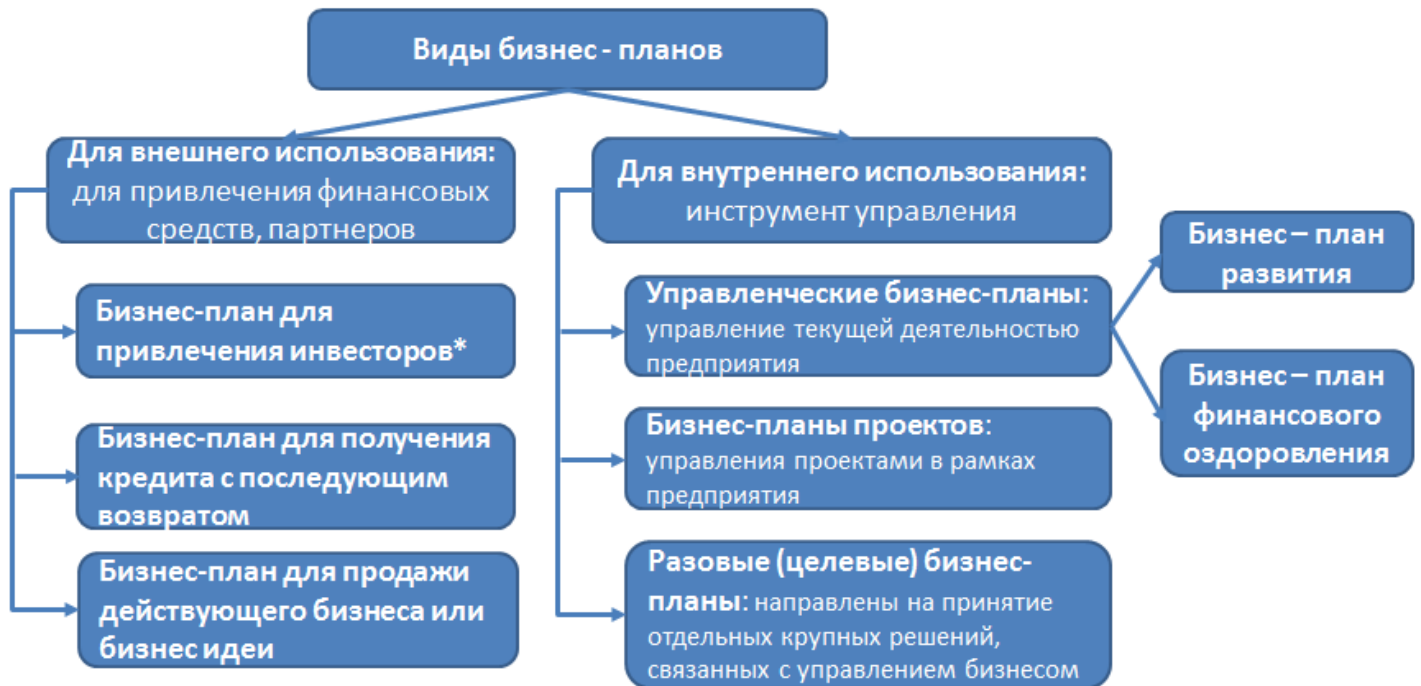 Виды бизнес - планов
Для внешнего использования:
для привлечения финансовых
средств, партнеров
Бизнес-план для
привлечения инвесторов*
Бизнес-план для получения
кредита с последующим
возвратом
Бизнес-план для продажи
действующего бизнеса или
бизнес идеи
Для внутреннего использования:
инструмент управления
Управленческие бизнес-планы:
управление текущей деятельностью
предприятия
Бизнес-планы проектов:
управления проектами в рамках
предприятия
Разовые (целевые) бизнес-
планы: направлены на принятие
отдельных крупных решений,
связанных с управлением бизнесом
Бизнес – план
развития
Бизнес – план
финансового
оздоровления